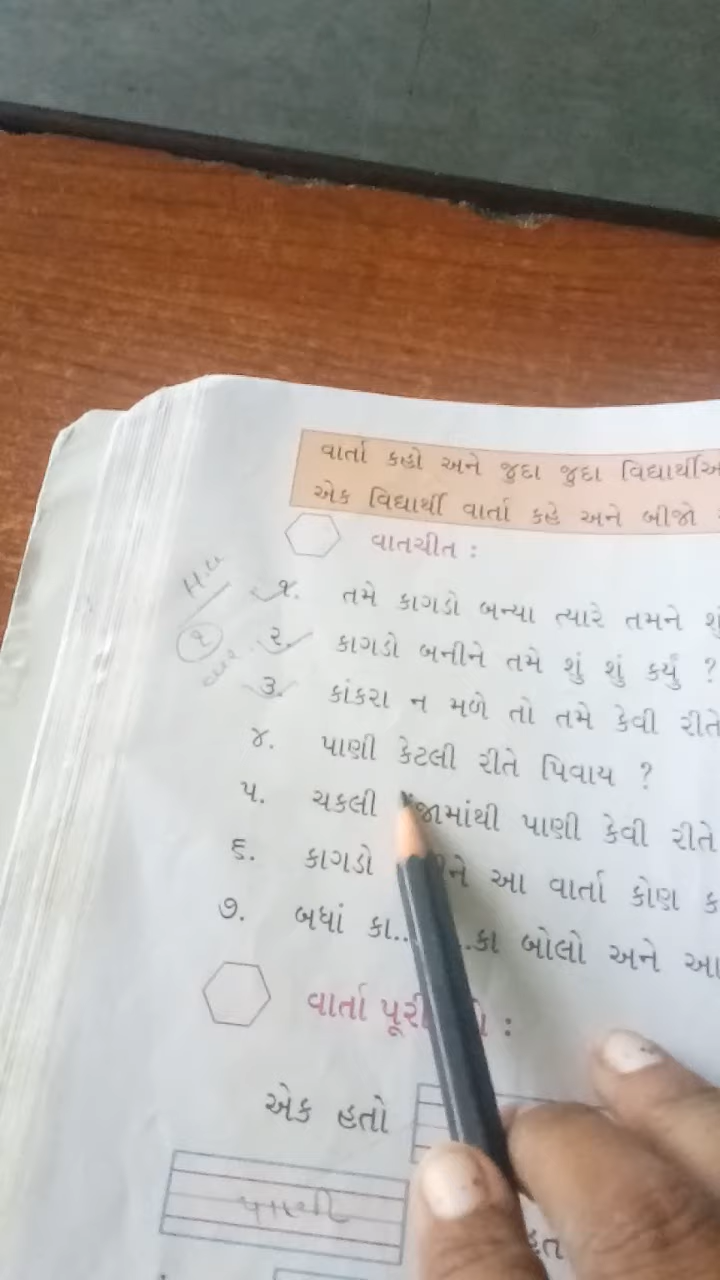 વાર્તા કહો અને જુદા જુદા
એક વિદ્યાર્થી વાર્તા કહે અને બીજો
વાતચીત :
H.W
૧. તમે કાગડો બન્યા ત્યારે તમને
૧ ૨. કાગડો બનીને તમે શું શું કર્યું ?
૩. કાંકરા ન મળે તો તમે કેવી રીતે
૪. પાણી કેટલી રીતે પિવાય ?
૫. ચકલી પાણી કેવી રીતે
૬. કાગડો આ વાર્તા કોણ
૭. બધાં કા.. ..કા બોલો અને
વાર્તા :
એક હતો